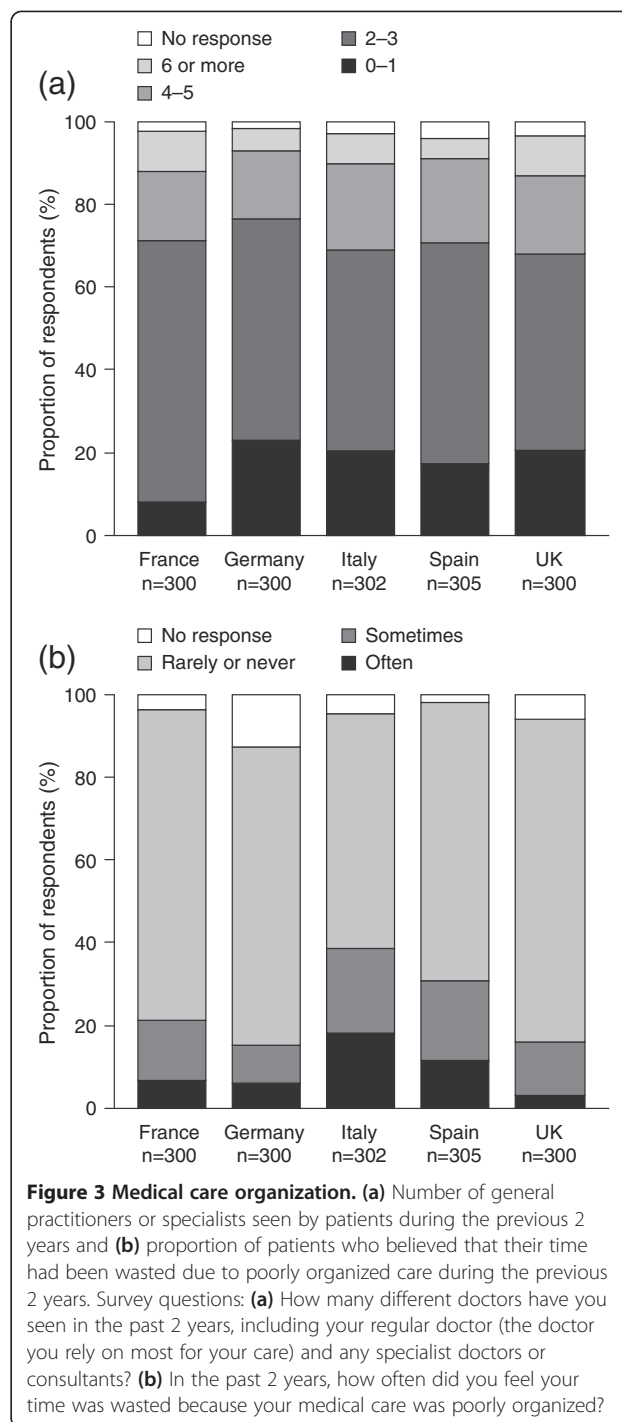 No response
2–3
6 or more
0–1
4–5
(a)
Proportion of respondents (%)
100
80
60
40
20
0
France
n=300
Germany
n=300
Italy
n=302
Spain
n=305
UK
n=300
No response
Sometimes
Rarely or never
Often
(b)
Proportion of respondents (%)
100
80
60
40
20
0
France
n=300
Germany
n=300
Italy
n=302
Spain
n=305
UK
n=300
Figure 3 Medical care organization. (a) Number of general
practitioners or specialists seen by patients during the previous 2
years and (b) proportion of patients who believed that their time
had been wasted due to poorly organized care during the previous
2 years. Survey questions: (a) How many different doctors have you
seen in the past 2 years, including your regular doctor (the doctor
you rely on most for your care) and any specialist doctors or
consultants? (b) In the past 2 years, how often did you feel your
time was wasted because your medical care was poorly organized?